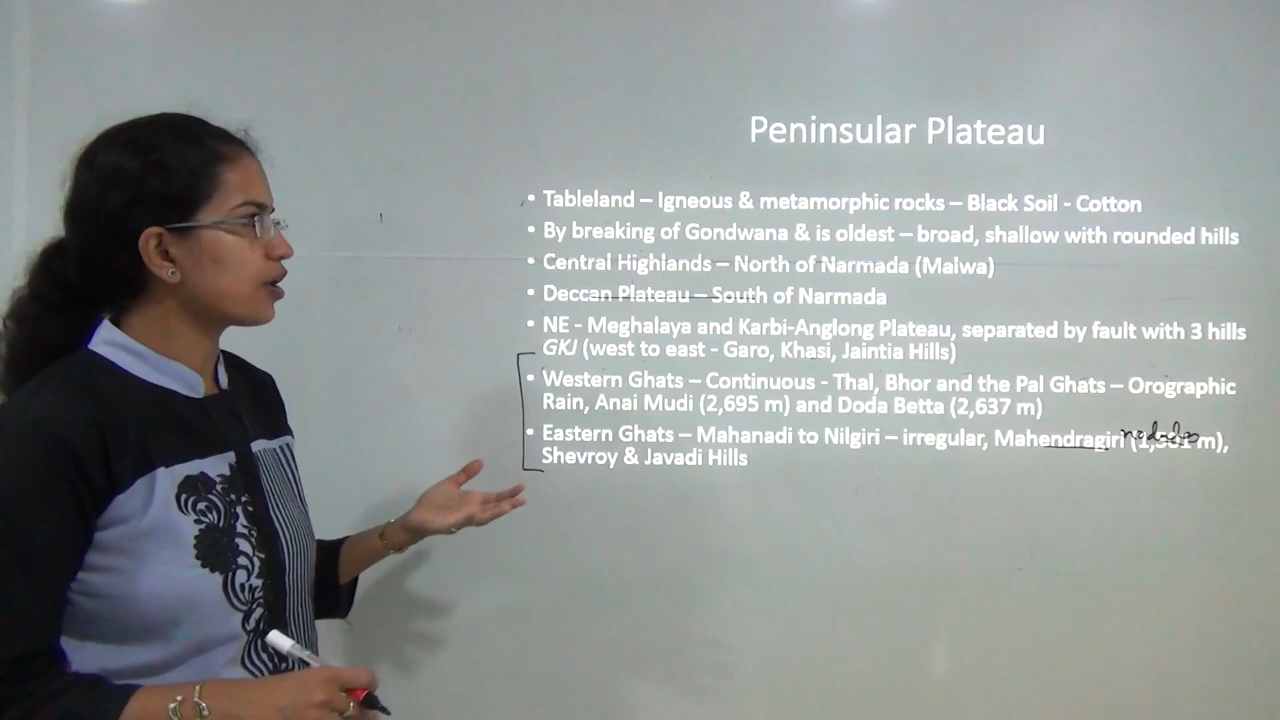 Peninsular Plateau
• Tableland – Igneous & metamorphic rocks – Black Soil - Cotton
• By breaking of Gondwana & is oldest – broad, shallow with rounded hills
• Central Highlands – North of Narmada (Malwa)
• Deccan Plateau – South of Narmada
• NE - Meghalaya and Karbi-Anglong Plateau, separated by fault with 3 hills
GKJ (west to east - Garo, Khasi, Jaintia Hills)
• Western Ghats – Continuous - Thal, Bhor and the Pal Ghats – Orographic
Rain, Anai Mudi (2,695 m) and Doda Betta (2,637 m)
• Eastern Ghats – Mahanadi to Nilgiri – irregular, Mahendragiri m),
Shevroy & Javadi Hills